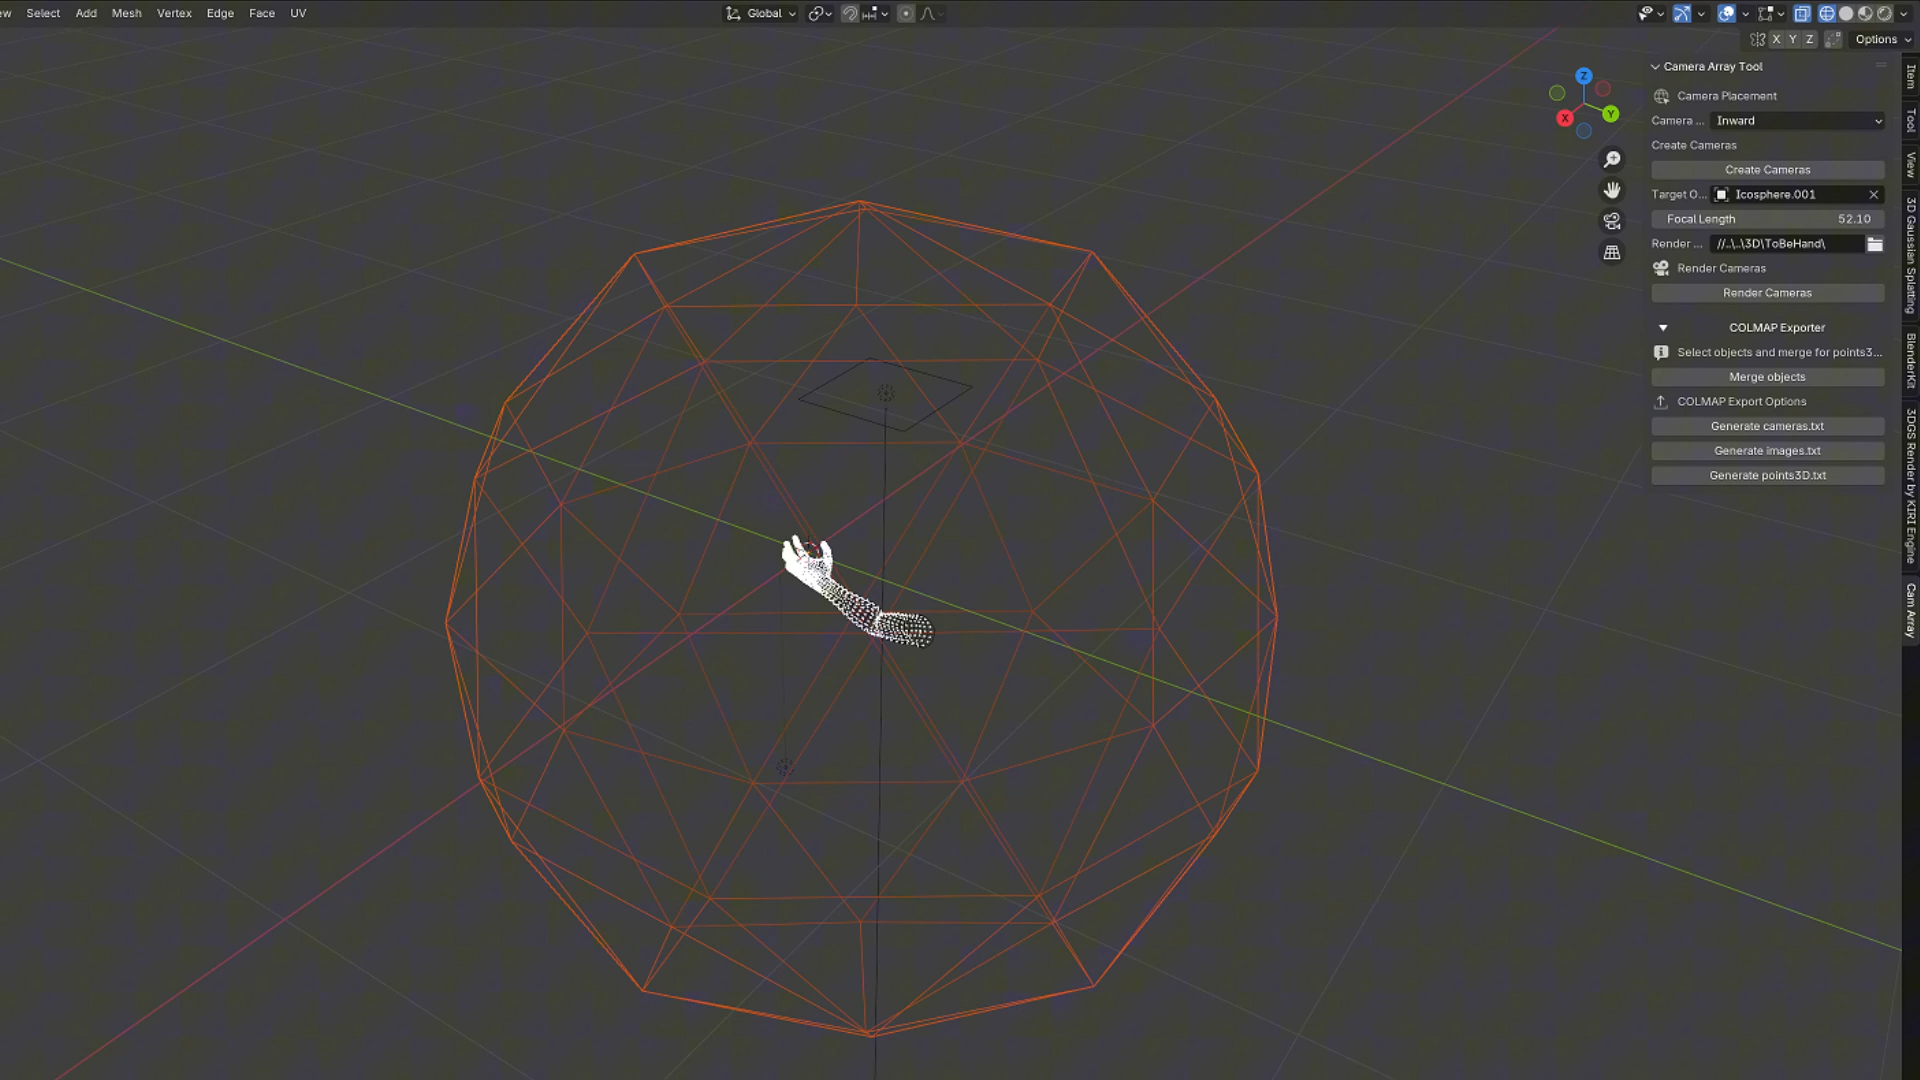 ew Select Add Mesh Vertex Edge Face UV
Global
X Y Z Options
Camera Array Tool
Camera Placement
Camera ... Inward
Create Cameras
Create Cameras
Target O... Icosphere.001
Focal Length 52.10
Render ... //..\..\3D\ToBeHand\
Render Cameras
Render Cameras
COLMAP Exporter
Select objects and merge for points3...
Merge objects
COLMAP Export Options
Generate cameras.txt
Generate images.txt
Generate points3D.txt
Z
X
Y
Item
Tool
View
3D Gaussian Splatting
BlenderKit
3DGS Render by KIRI Engine
Cam Array